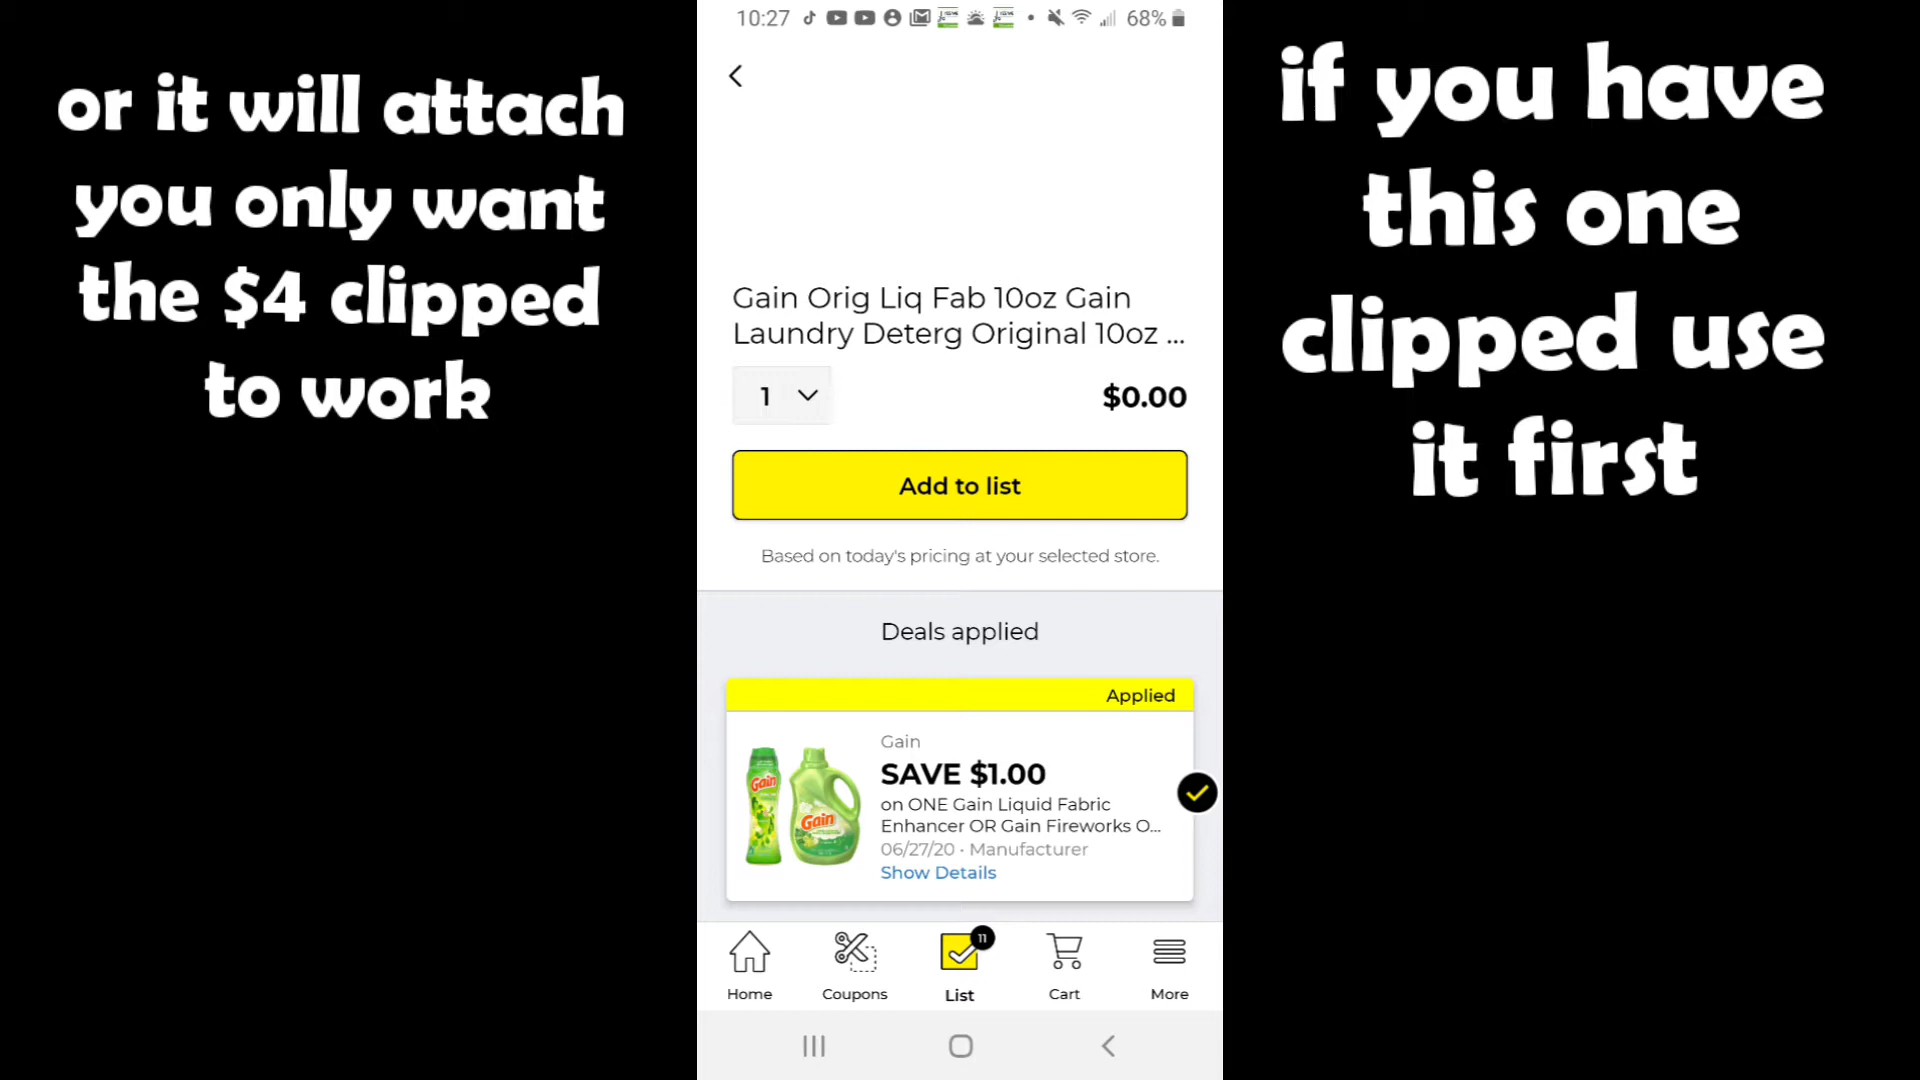 or it will attach
you only want
the $4 clipped
to work
10:27
68%
Gain Orig Liq Fab 10oz Gain
Laundry Deterg Original 10oz ...
1
$0.00
Add to list
Based on today's pricing at your selected store.
Deals applied
Applied
Gain
SAVE $1.00
on ONE Gain Liquid Fabric
Enhancer OR Gain Fireworks O...
06/27/20 · Manufacturer
Show Details
Gain
Gain
Home
Coupons
11
List
Cart
More
if you have
this one
clipped use
it first